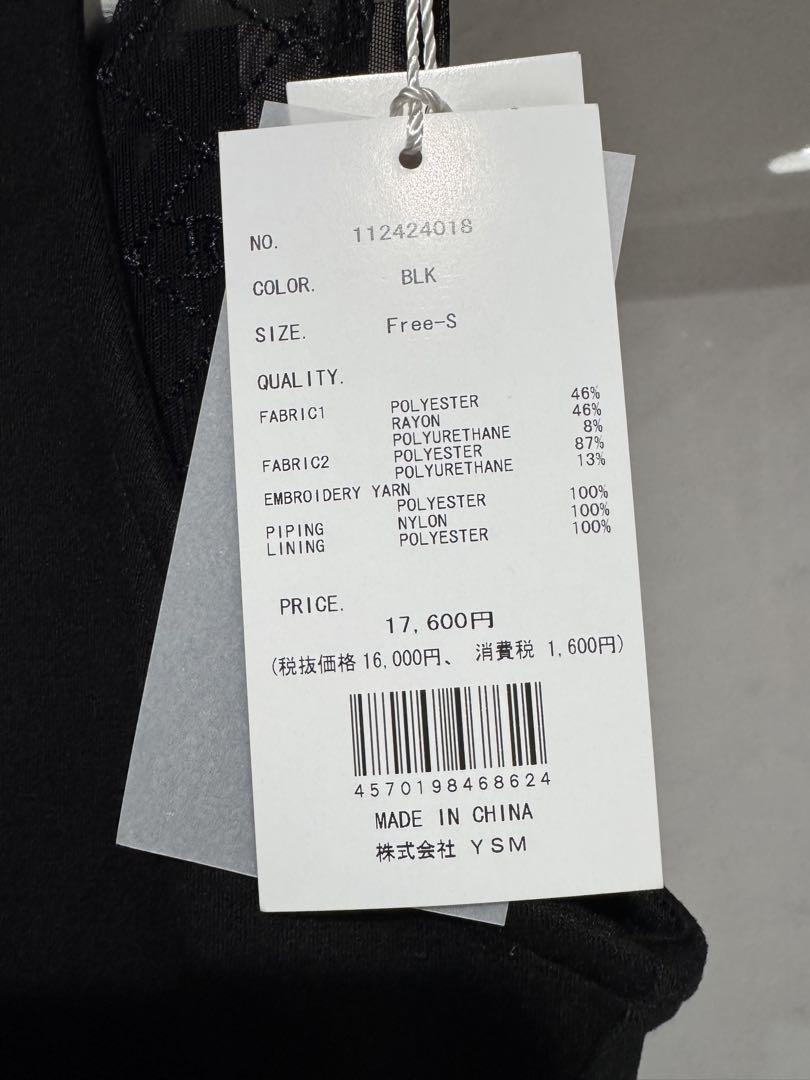 NO. 112424018
COLOR. BLK
SIZE. Free-S
QUALITY.
FABRIC1 POLYESTER 46%
RAYON 46%
POLYURETHANE 8%
FABRIC2 POLYESTER 87%
POLYURETHANE 13%
EMBROIDERY YARN
POLYESTER 100%
PIPING NYLON 100%
LINING POLYESTER 100%
PRICE.
17,600円
(税抜価格 16,000円、 消費税 1,600円)
4570198468624
MADE IN CHINA
株式会社 YSM